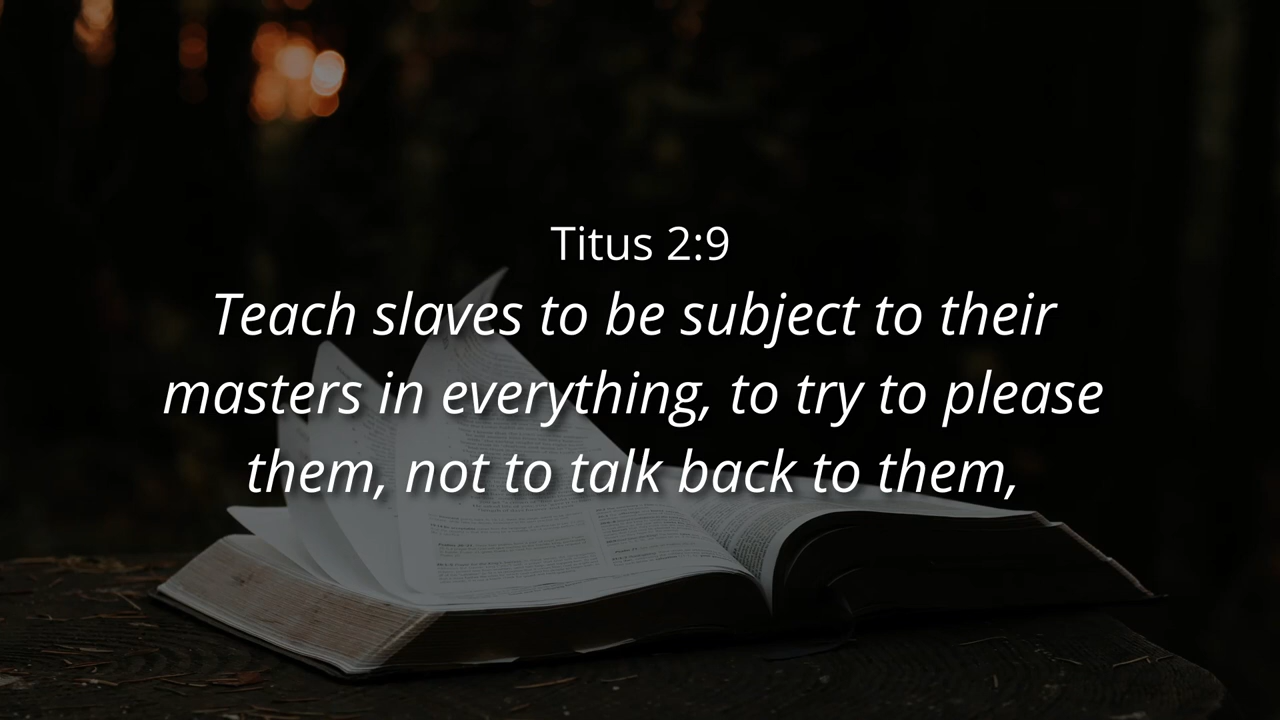 Titus 2:9
Teach slaves to be subject to their
masters in everything, to try to please
them, not to talk back to them,